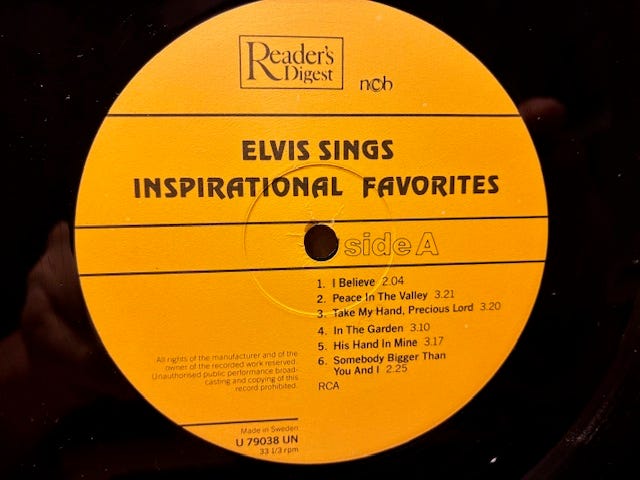 Reader's
Digest
ncb
ELVIS SINGS
INSPIRATIONAL FAVORITES
side A
1. I Believe 2.04
2. Peace In The Valley 3.21
3. Take My Hand, Precious Lord 3.20
4. In The Garden 3.10
5. His Hand In Mine 3.17
6. Somebody Bigger Than
You And I 2.25
RCA
All rights of the manufacturer and of the
owner of the recorded work reserved.
Unauthorised public performance broad-
casting and copying of this
record prohibited.
Made in Sweden
U 79038 UN
33 1/3 rpm